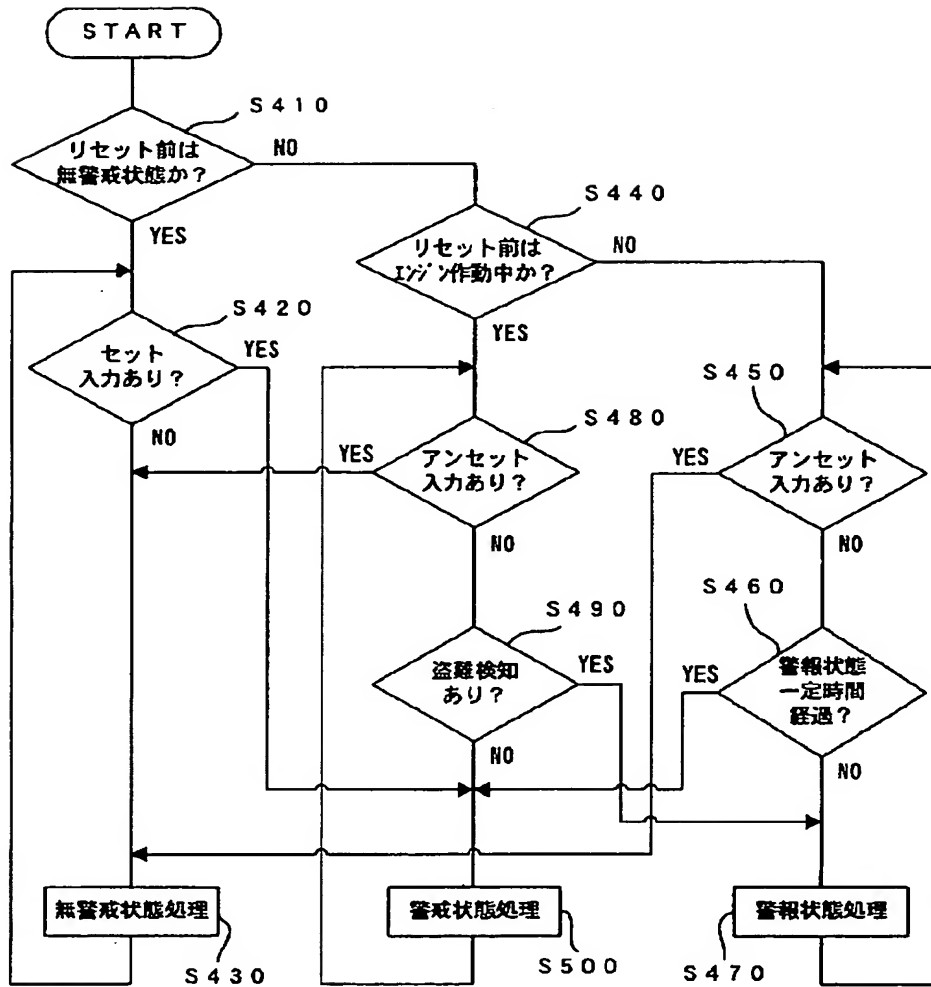 START
S410
リセット前は
無警戒状態か？
NO
YES
S440
リセット前は
エンジン作動中か？
NO
YES
S420
セット
入力あり？
YES
NO
S480
アンセット
入力あり？
YES
NO
S450
アンセット
入力あり？
YES
NO
S490
盗難検知
あり？
YES
NO
S460
警報状態
一定時間
経過？
YES
NO
無警戒状態処理
S430
警戒状態処理
S500
警報状態処理
S470